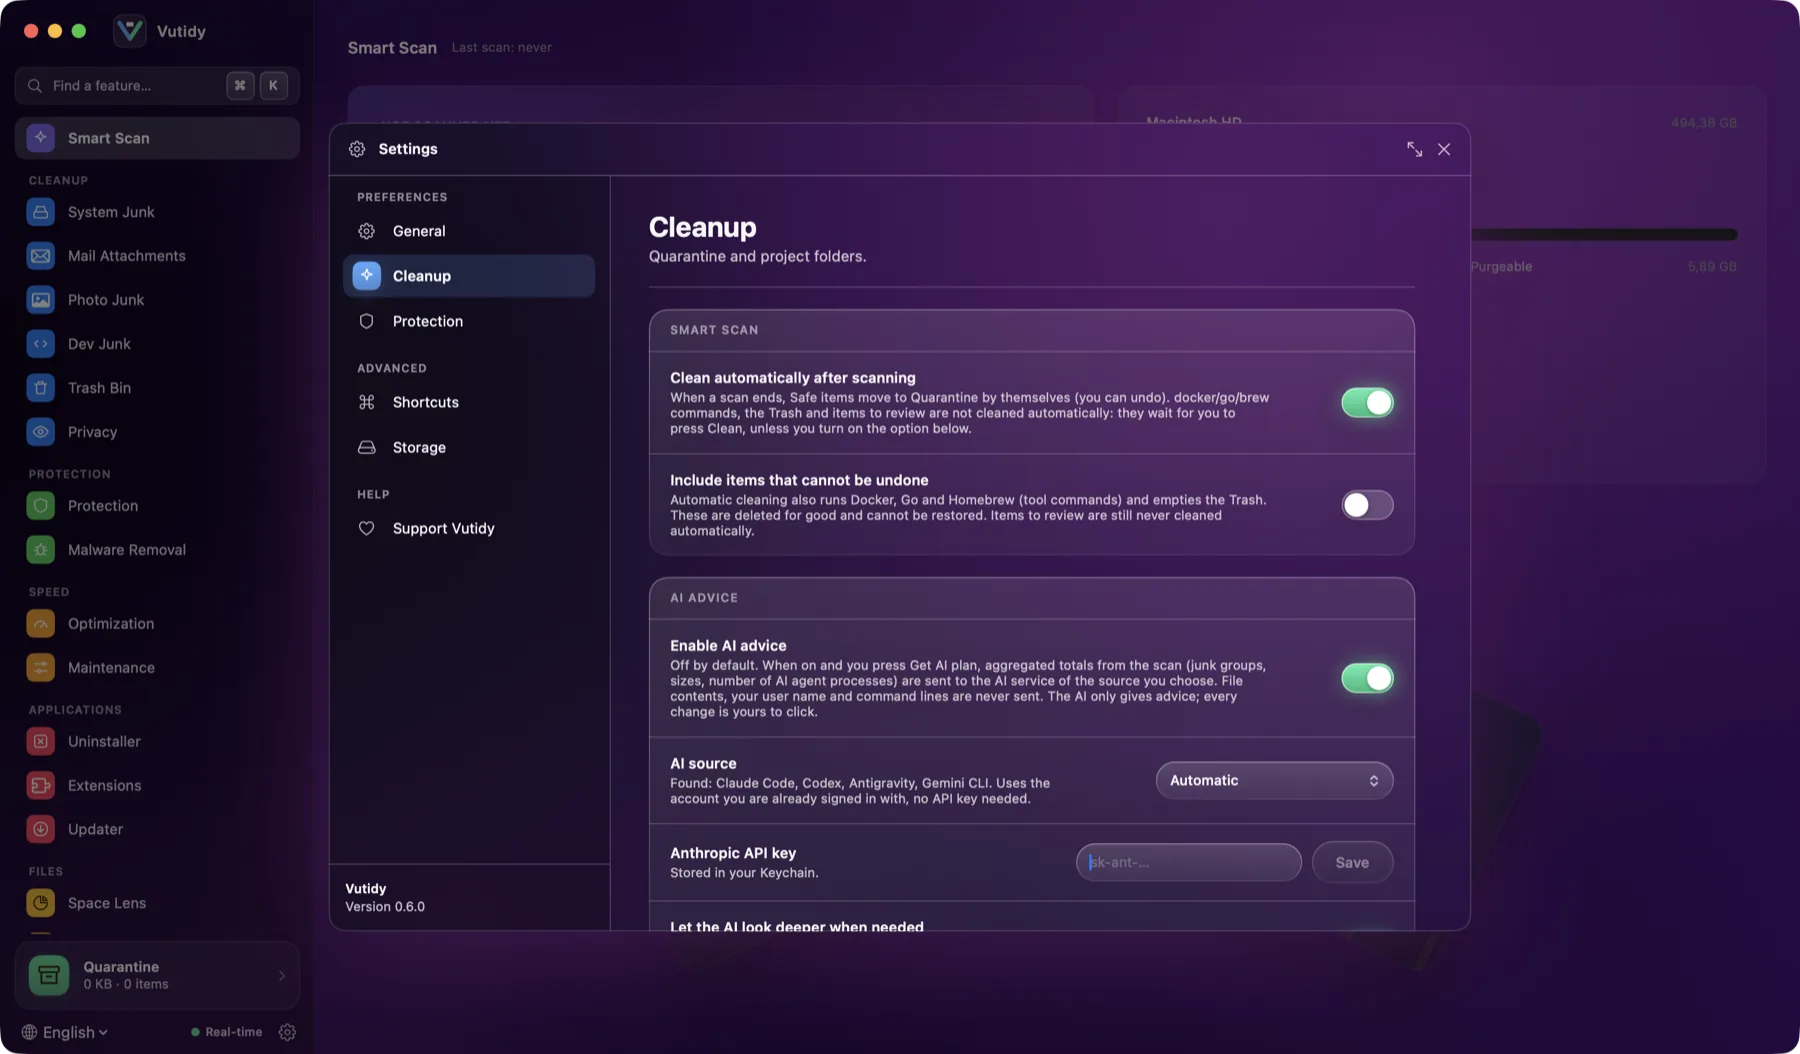 Vutidy
Find a feature...
⌘
K
Smart Scan
CLEANUP
System Junk
Mail Attachments
Photo Junk
Dev Junk
Trash Bin
Privacy
PROTECTION
Protection
Malware Removal
SPEED
Optimization
Maintenance
APPLICATIONS
Uninstaller
Extensions
Updater
FILES
Space Lens
Quarantine
0 KB · 0 items
English
Real-time
Smart Scan
Last scan: never
Macintosh HD
494,38 GB
Purgeable
5,89 GB
Settings
PREFERENCES
General
Cleanup
Protection
ADVANCED
Shortcuts
Storage
HELP
Support Vutidy
Vutidy
Version 0.6.0
Cleanup
Quarantine and project folders.
SMART SCAN
Clean automatically after scanning
When a scan ends, Safe items move to Quarantine by themselves (you can undo). docker/go/brew
commands, the Trash and items to review are not cleaned automatically: they wait for you to
press Clean, unless you turn on the option below.
Include items that cannot be undone
Automatic cleaning also runs Docker, Go and Homebrew (tool commands) and empties the Trash.
These are deleted for good and cannot be restored. Items to review are still never cleaned
automatically.
AI ADVICE
Enable AI advice
Off by default. When on and you press Get AI plan, aggregated totals from the scan (junk groups,
sizes, number of AI agent processes) are sent to the AI service of the source you choose. File
contents, your user name and command lines are never sent. The AI only gives advice; every
change is yours to click.
AI source
Found: Claude Code, Codex, Antigravity, Gemini CLI. Uses the
account you are already signed in with, no API key needed.
Automatic
Anthropic API key
Stored in your Keychain.
sk-ant-...
Save
Let the AI look deeper when needed